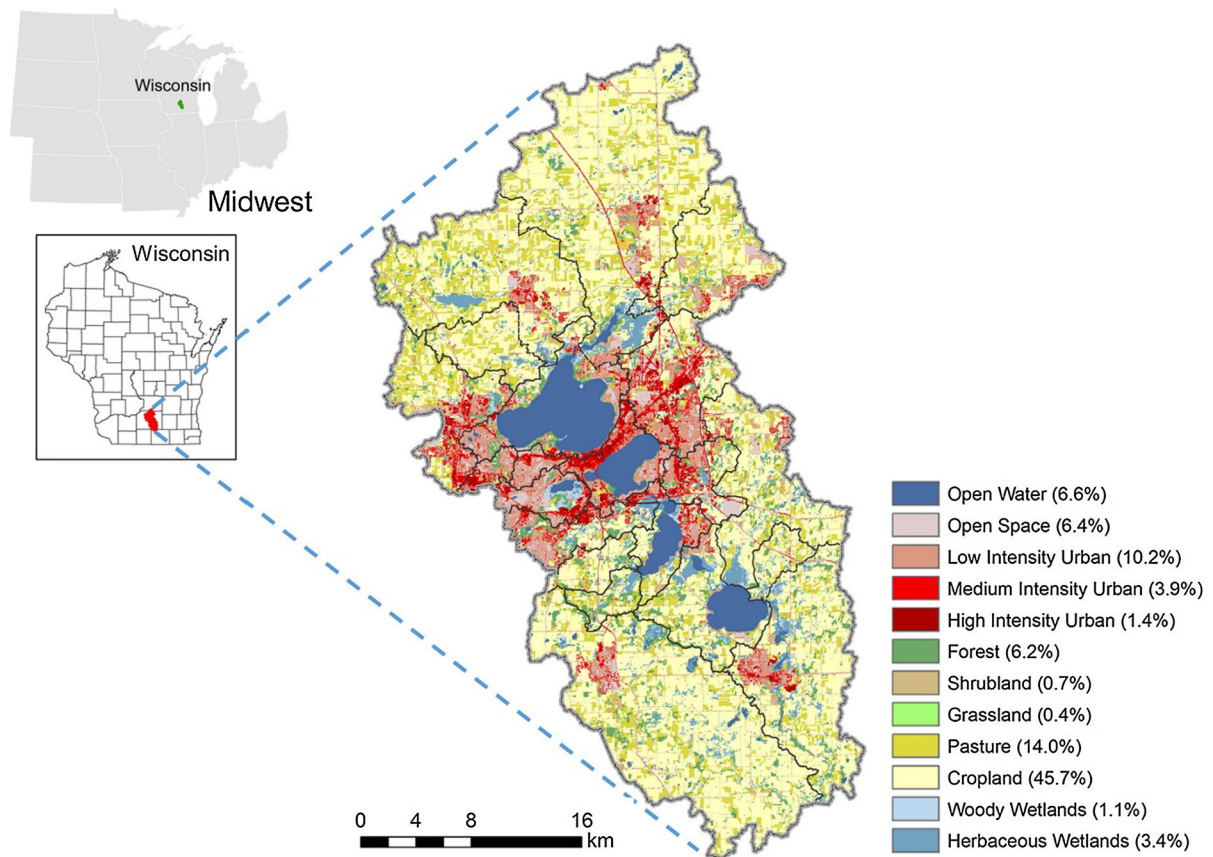 Wisconsin
Midwest
Wisconsin
Open Water (6.6%)
Open Space (6.4%)
Low Intensity Urban (10.2%)
Medium Intensity Urban (3.9%)
High Intensity Urban (1.4%)
Forest (6.2%)
Shrubland (0.7%)
Grassland (0.4%)
Pasture (14.0%)
Cropland (45.7%)
Woody Wetlands (1.1%)
Herbaceous Wetlands (3.4%)
0 4 8 16
km